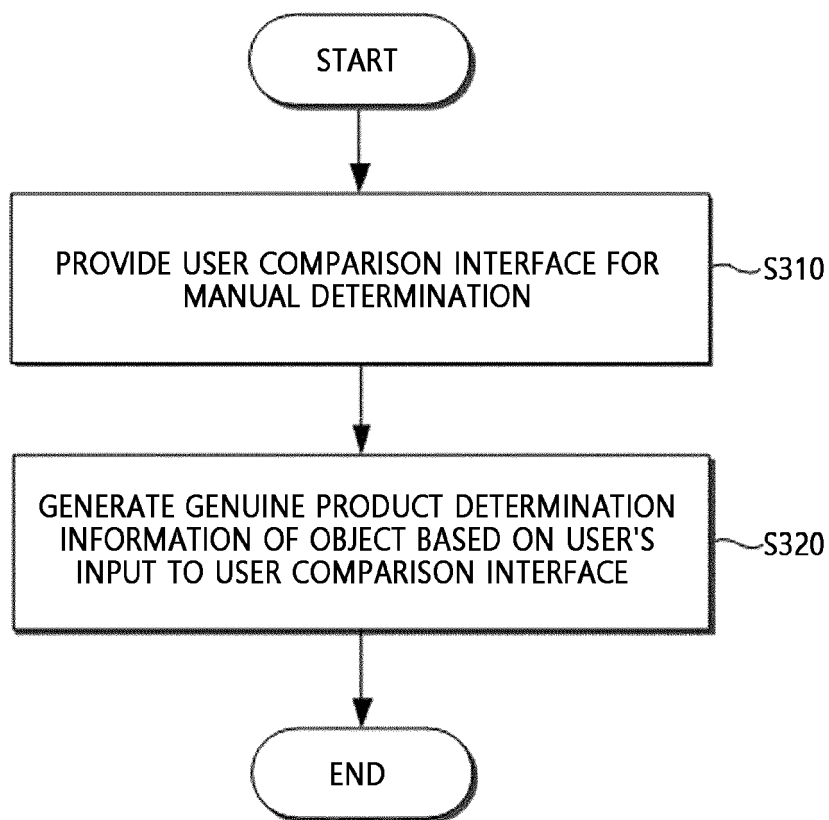 START
PROVIDE USER COMPARISON INTERFACE FOR
MANUAL DETERMINATION
S310
GENERATE GENUINE PRODUCT DETERMINATION
INFORMATION OF OBJECT BASED ON USER'S
INPUT TO USER COMPARISON INTERFACE
S320
END